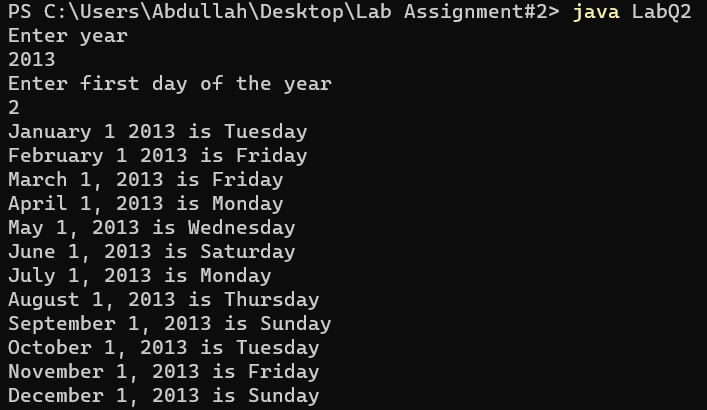 PS C:\Users\Abdullah\Desktop\Lab Assignment#2> java LabQ2
Enter year
2013
Enter first day of the year
2
January 1 2013 is Tuesday
February 1 2013 is Friday
March 1, 2013 is Friday
April 1, 2013 is Monday
May 1, 2013 is Wednesday
June 1, 2013 is Saturday
July 1, 2013 is Monday
August 1, 2013 is Thursday
September 1, 2013 is Sunday
October 1, 2013 is Tuesday
November 1, 2013 is Friday
December 1, 2013 is Sunday